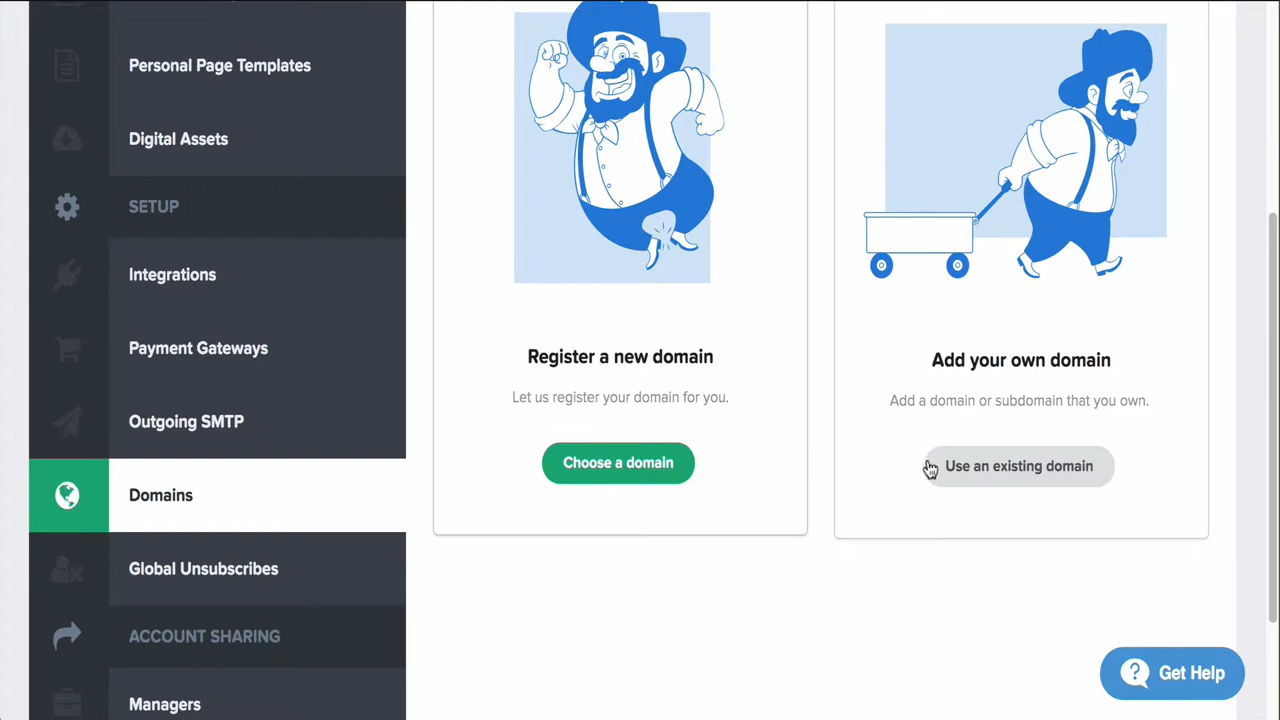 Personal Page Templates
Digital Assets
SETUP
Integrations
Payment Gateways
Outgoing SMTP
Domains
Global Unsubscribes
ACCOUNT SHARING
Managers
Register a new domain
Let us register your domain for you.
Choose a domain
Add your own domain
Add a domain or subdomain that you own.
Use an existing domain
Get Help